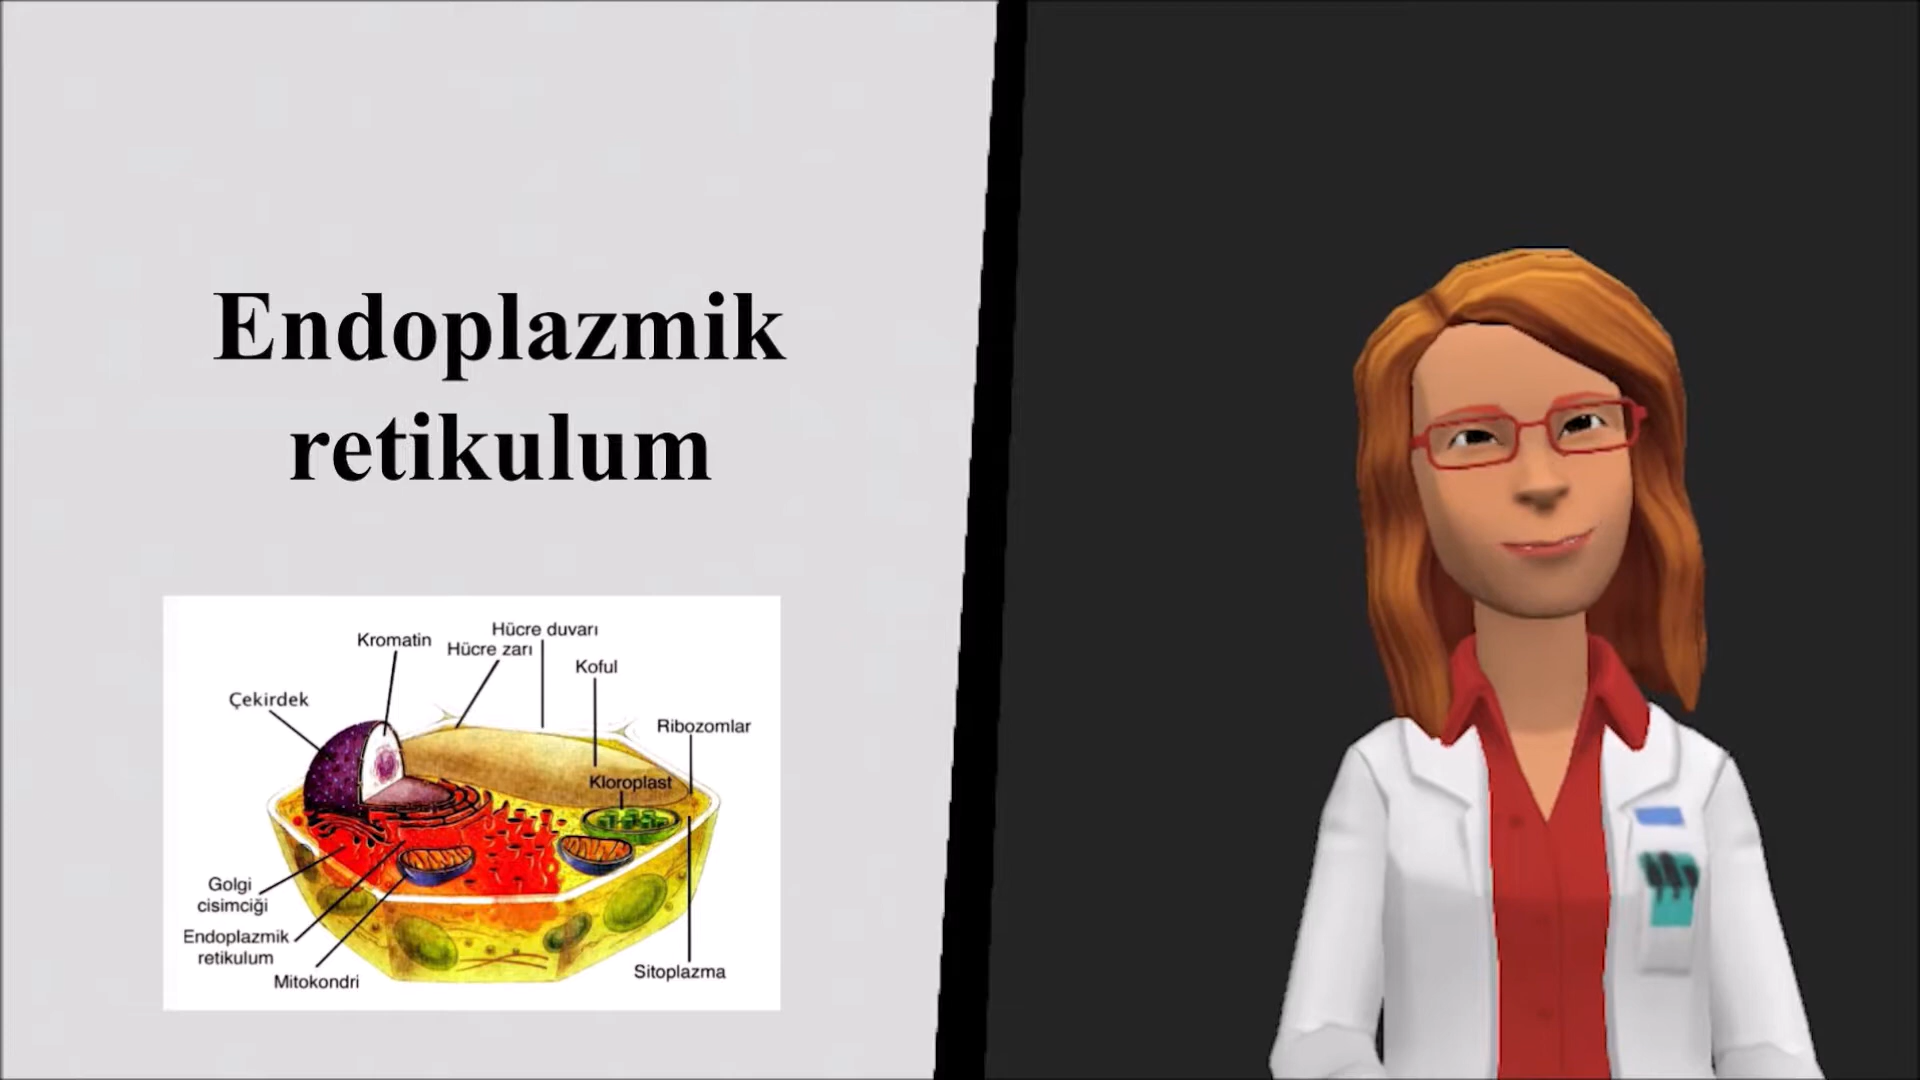 Endoplazmik
retikulum
Hücre duvarı
Kromatin
Hücre zarı
Koful
Çekirdek
Ribozomlar
Kloroplast
Golgi
cisimciği
Endoplazmik
retikulum
Mitokondri
Sitoplazma